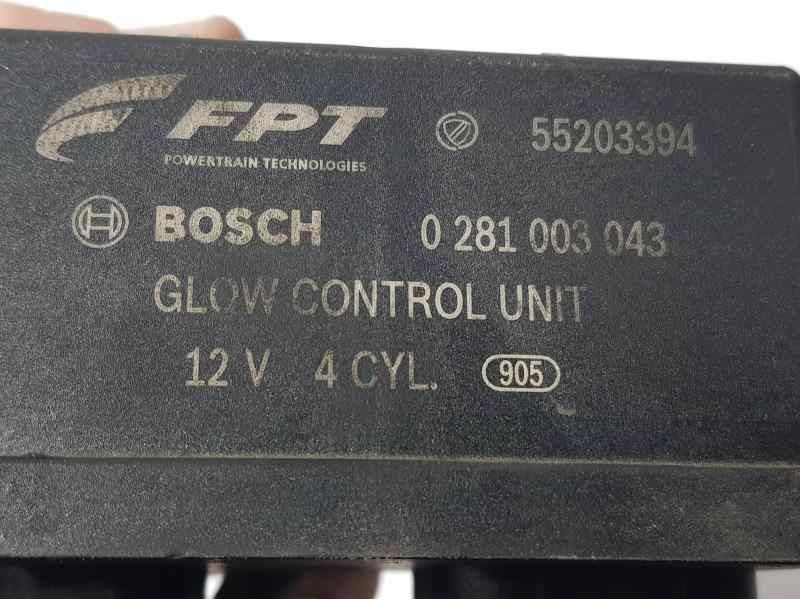 FPT 55203394
POWERTRAIN TECHNOLOGIES
BOSCH 0 281 003 043
GLOW CONTROL UNIT
12 V 4 CYL. 905